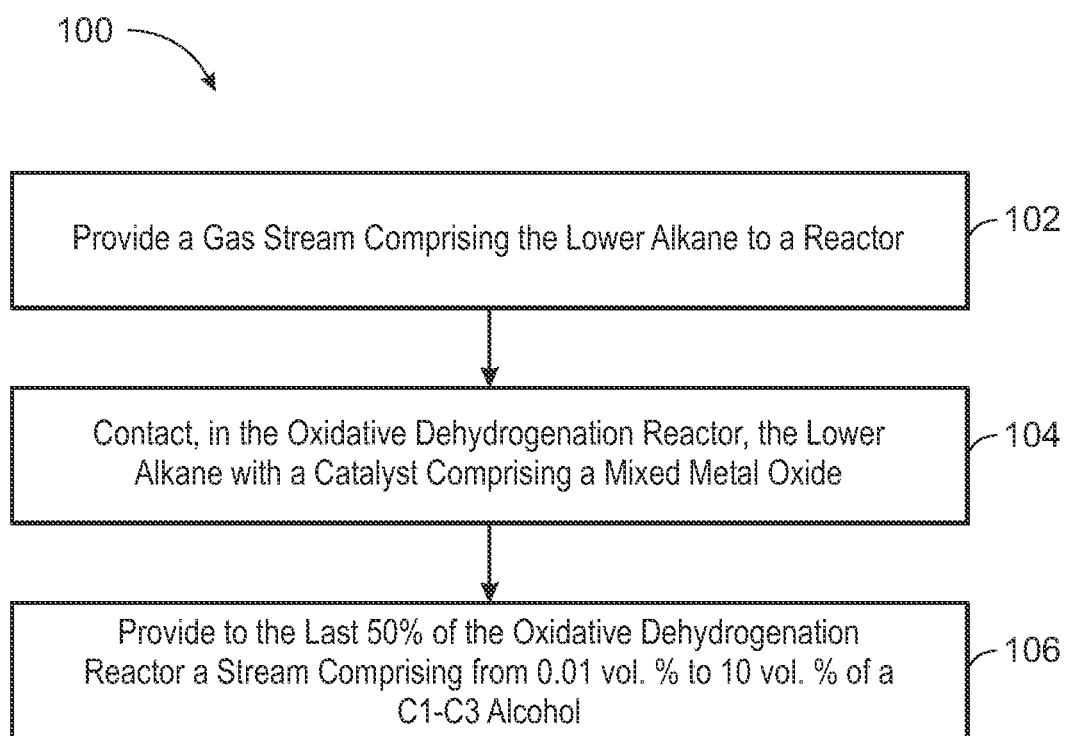 100
Provide a Gas Stream Comprising the Lower Alkane to a Reactor
102
Contact, in the Oxidative Dehydrogenation Reactor, the Lower
Alkane with a Catalyst Comprising a Mixed Metal Oxide
104
Provide to the Last 50% of the Oxidative Dehydrogenation
Reactor a Stream Comprising from 0.01 vol. % to 10 vol. % of a
C1-C3 Alcohol
106